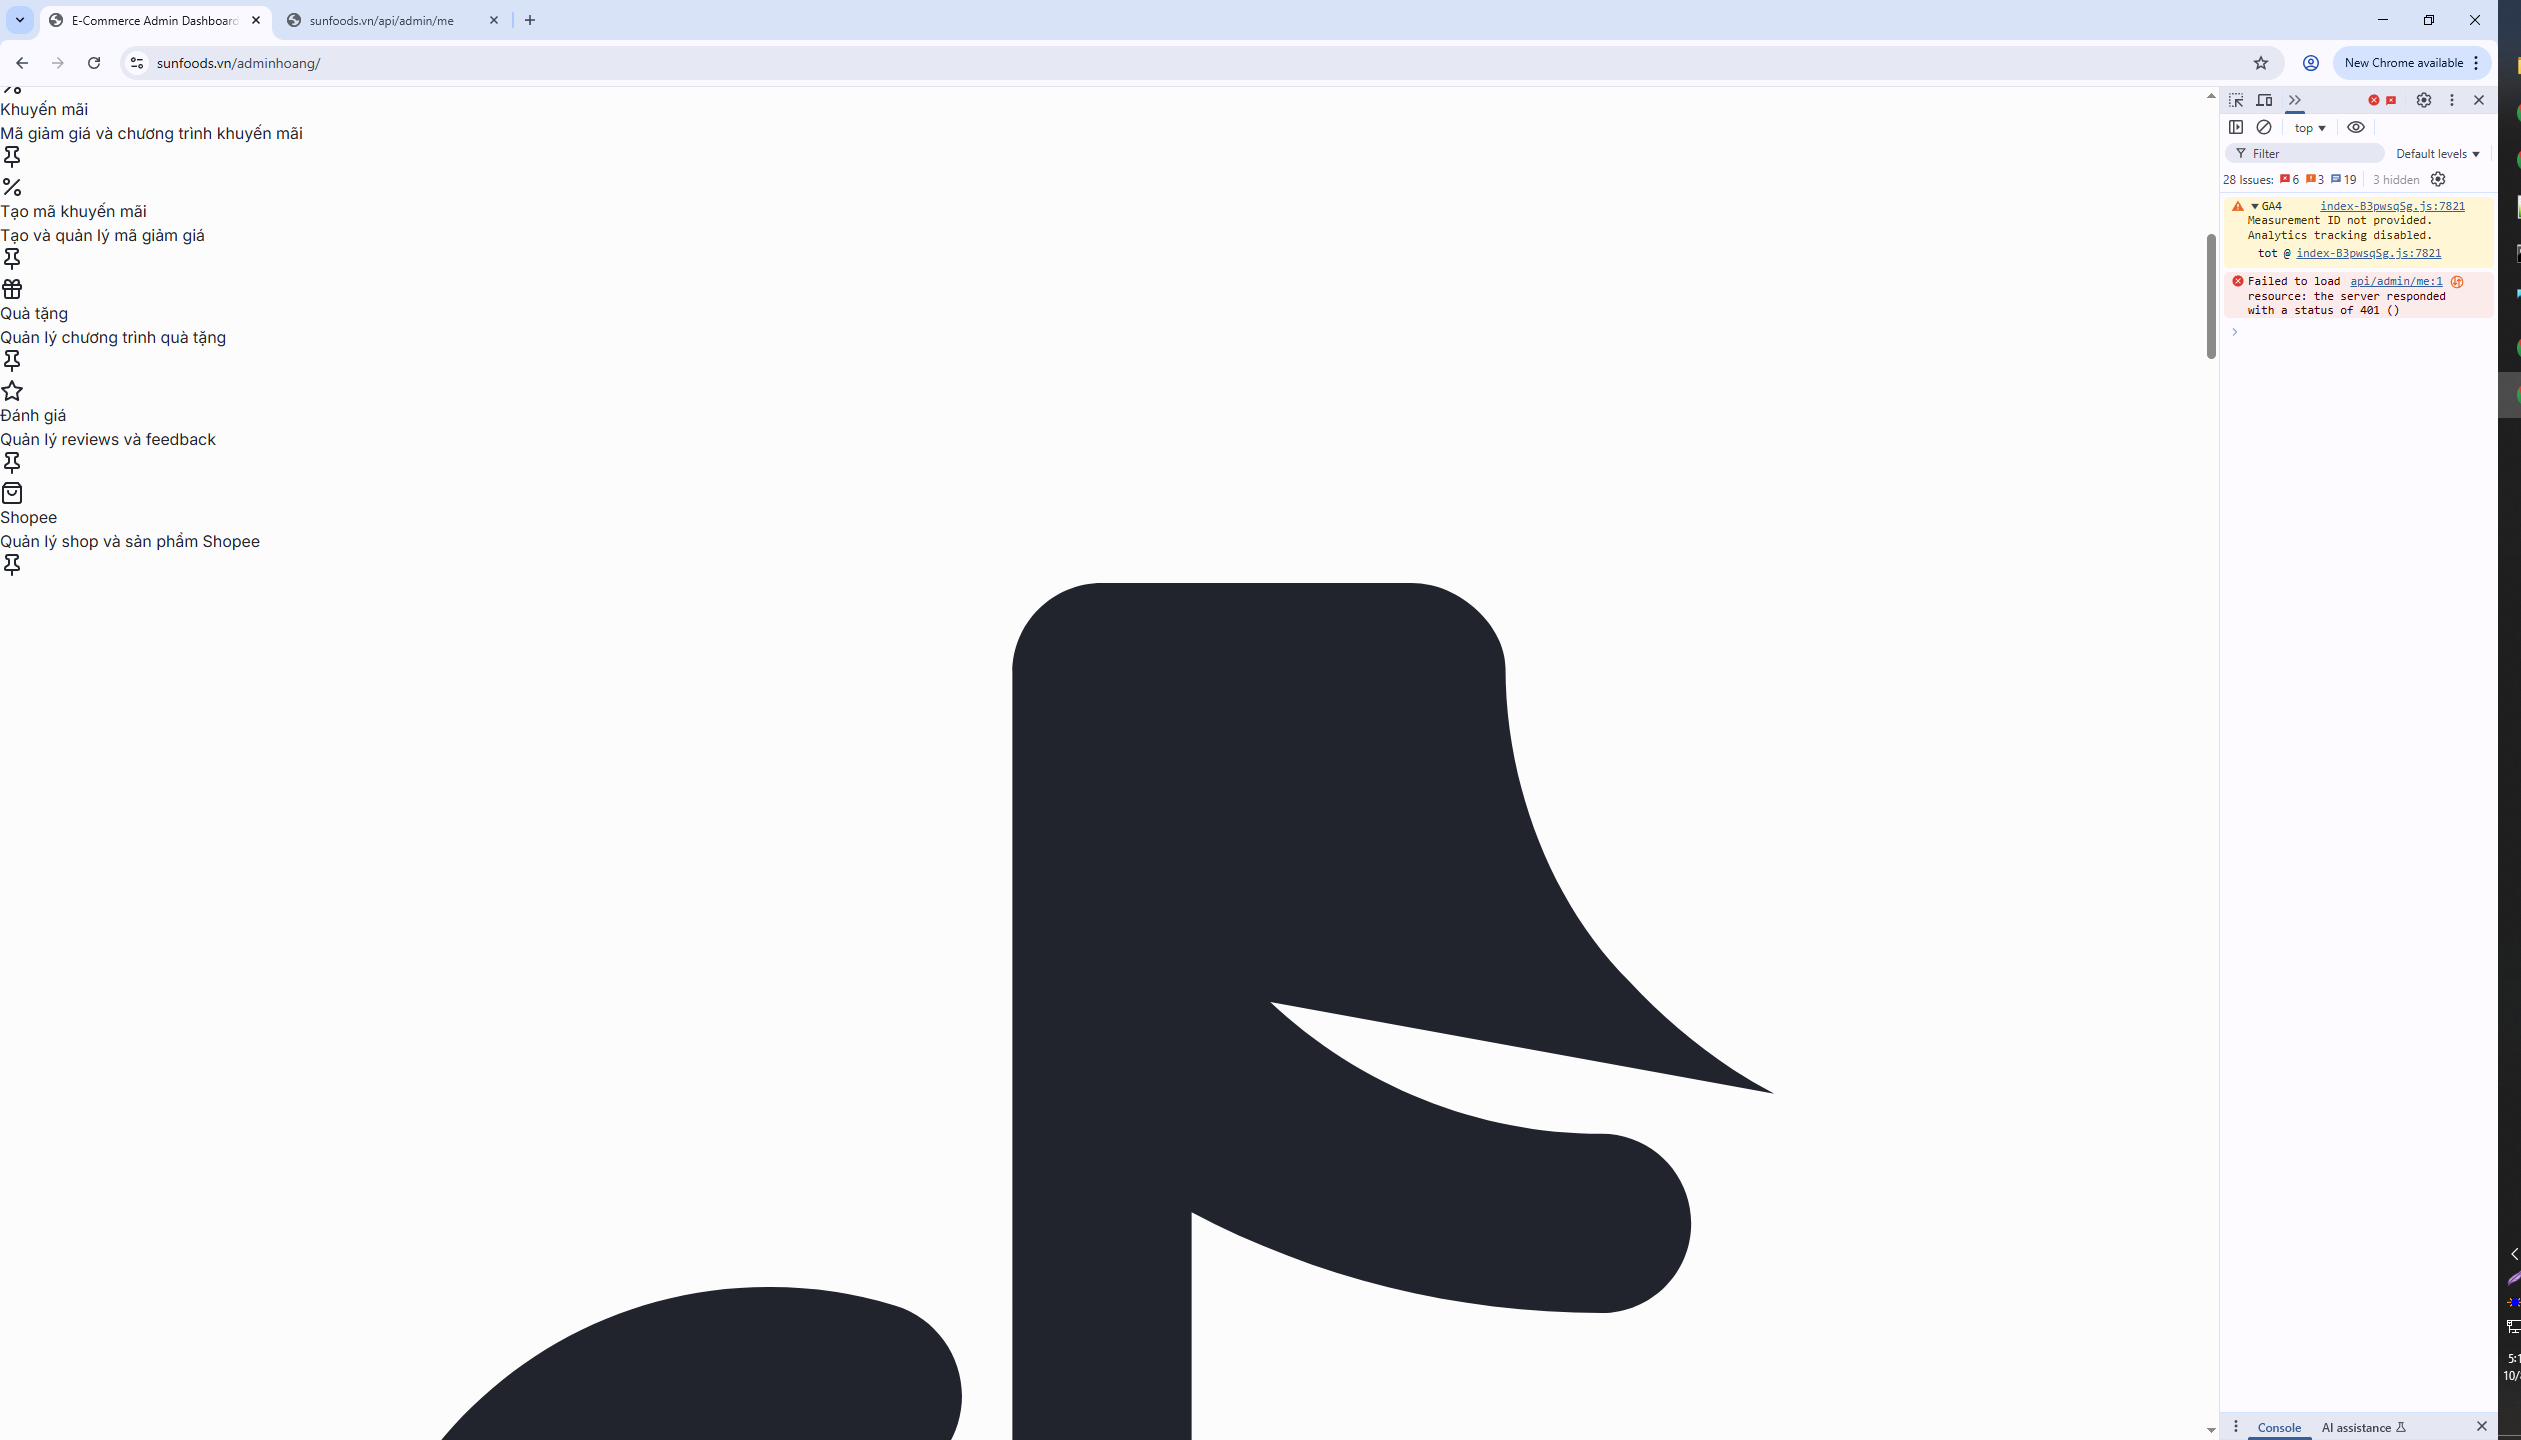 E-Commerce Admin Dashboard
sunfoods.vn/api/admin/me
sunfoods.vn/adminhoang/
New Chrome available
Khuyến mãi
Mã giảm giá và chương trình khuyến mãi
Tạo mã khuyến mãi
Tạo và quản lý mã giảm giá
Quà tặng
Quản lý chương trình quà tặng
Đánh giá
Quản lý reviews và feedback
Shopee
Quản lý shop và sản phẩm Shopee
top
Filter
Default levels
28 Issues: 6 3 19 3 hidden
GA4 index-B3pwsqSg.js:7821
Measurement ID not provided.
Analytics tracking disabled.
tot @ index-B3pwsqSg.js:7821
Failed to load api/admin/me:1
resource: the server responded
with a status of 401 ()
Console AI assistance